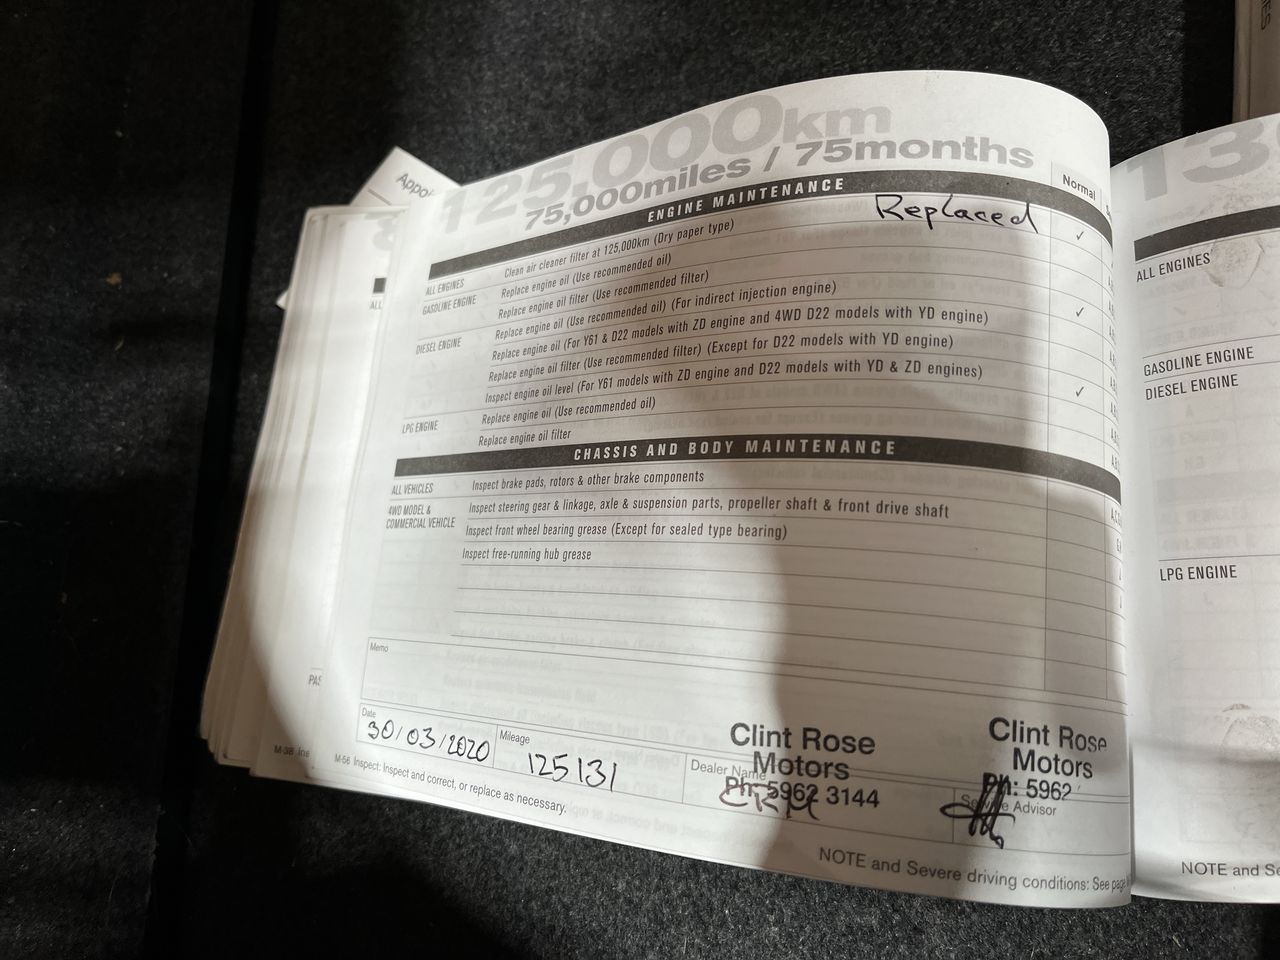 Appoi
125,000km
75,000miles / 75months
Normal
ENGINE MAINTENANCE
Replaced
ALL ENGINES
Clean air cleaner filter at 125,000km (Dry paper type)
✓
GASOLINE ENGINE
Replace engine oil (Use recommended oil)
Replace engine oil filter (Use recommended filter)
DIESEL ENGINE
Replace engine oil (Use recommended oil) (For indirect injection engine)
Replace engine oil (For Y61 & D22 models with ZD engine and 4WD D22 models with YD engine)
✓
Replace engine oil filter (Use recommended filter) (Except for D22 models with YD engine)
Inspect engine oil level (For Y61 models with ZD engine and D22 models with YD & ZD engines)
✓
LPG ENGINE
Replace engine oil (Use recommended oil)
Replace engine oil filter
CHASSIS AND BODY MAINTENANCE
ALL VEHICLES
Inspect brake pads, rotors & other brake components
4WD MODEL &
COMMERCIAL VEHICLE
Inspect steering gear & linkage, axle & suspension parts, propeller shaft & front drive shaft
Inspect front wheel bearing grease (Except for sealed type bearing)
Inspect free-running hub grease
Memo
Date
30/03/2020
Mileage
125131
Dealer Name
CRM
Clint Rose
Motors
Ph: 5962 3144
Service Advisor
Clint Rose
Motors
Ph: 5962
M-56 Inspect: Inspect and correct, or replace as necessary.
NOTE and Severe driving conditions: See page
M-38 Ins
PAS
ALL
13
ALL ENGINES
GASOLINE ENGINE
DIESEL ENGINE
LPG ENGINE
NOTE and Se